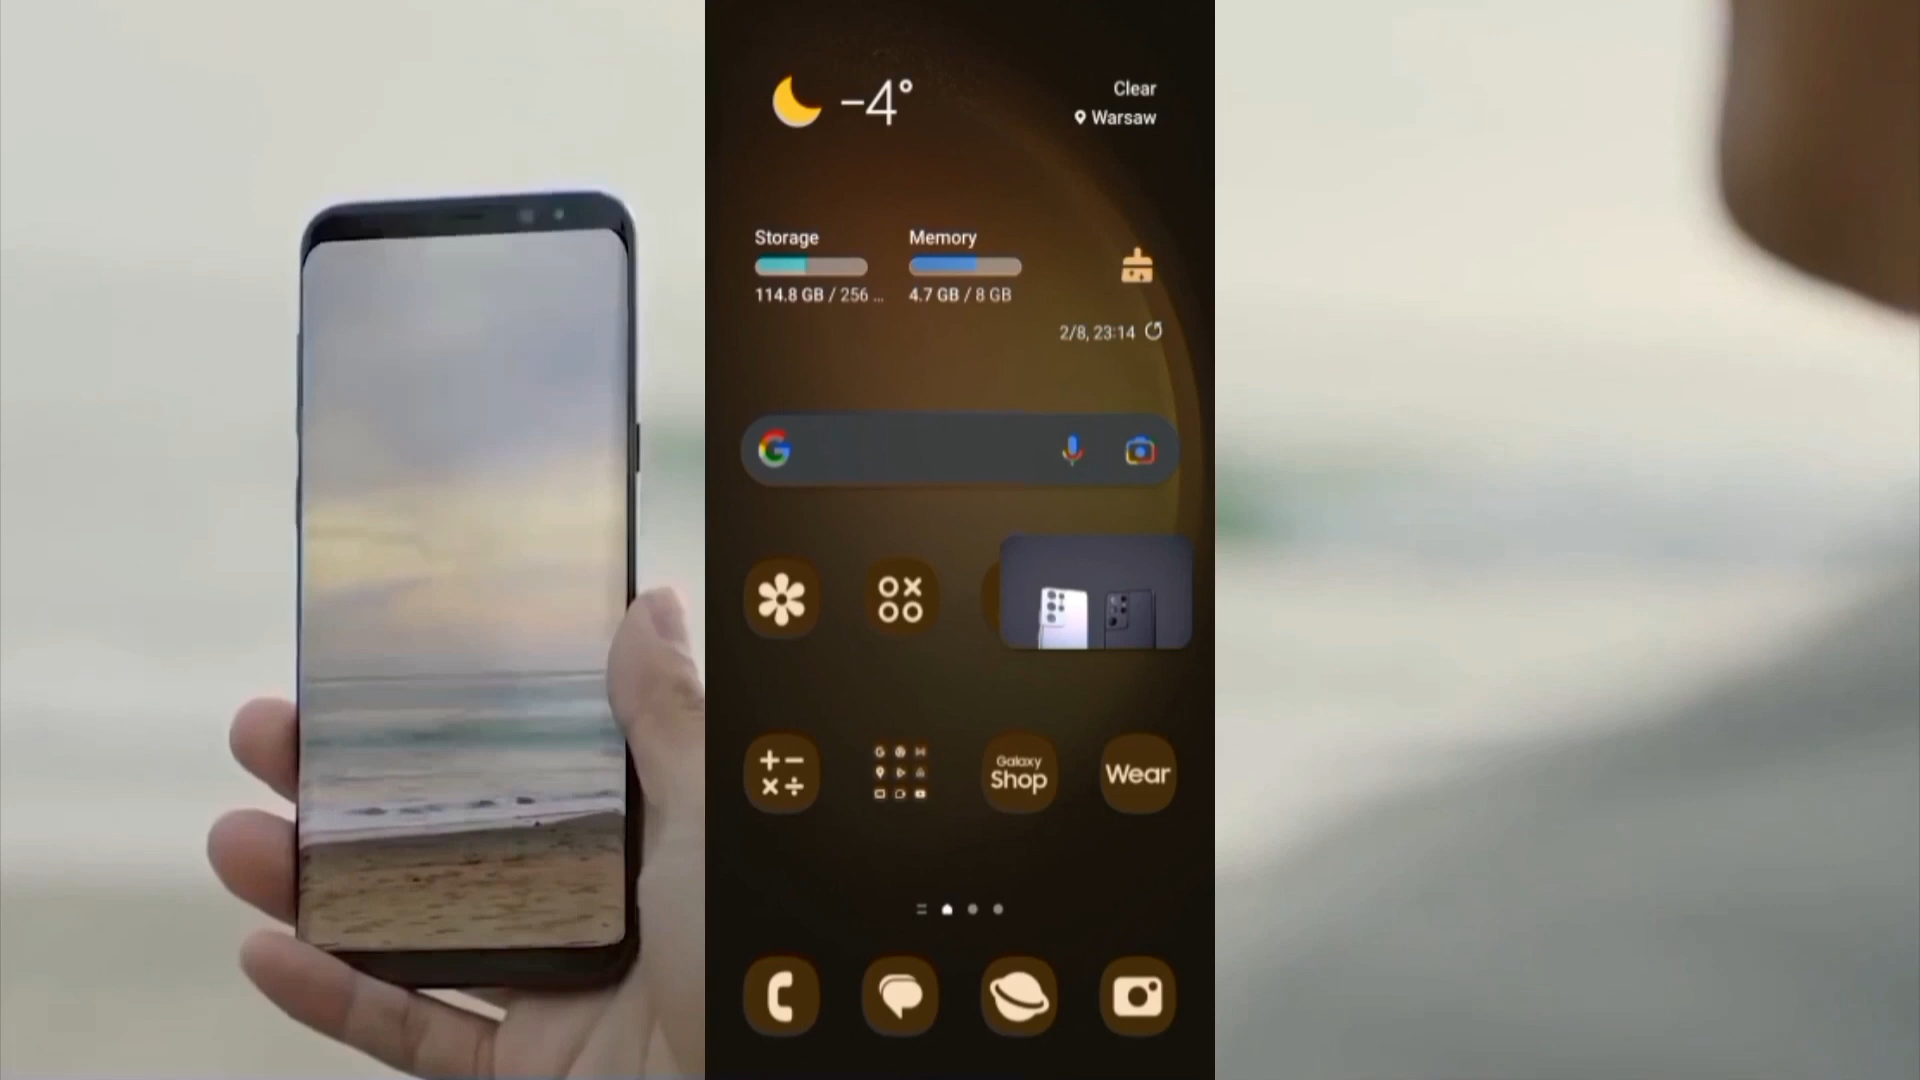 -4°
Clear
Warsaw
Storage
Memory
114.8 GB / 256 ...
4.7 GB / 8 GB
2/8, 23:14
Galaxy
Shop
Wear